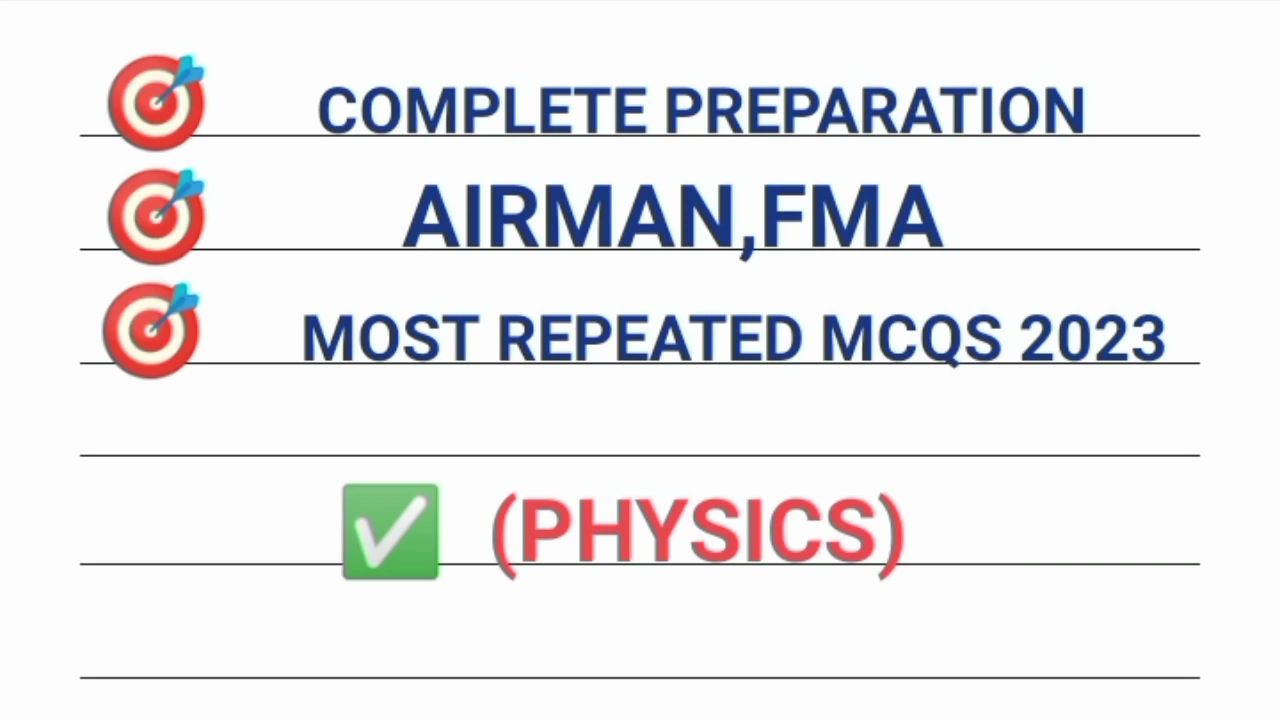 COMPLETE PREPARATION
AIRMAN,FMA
MOST REPEATED MCQS 2023
(PHYSICS)